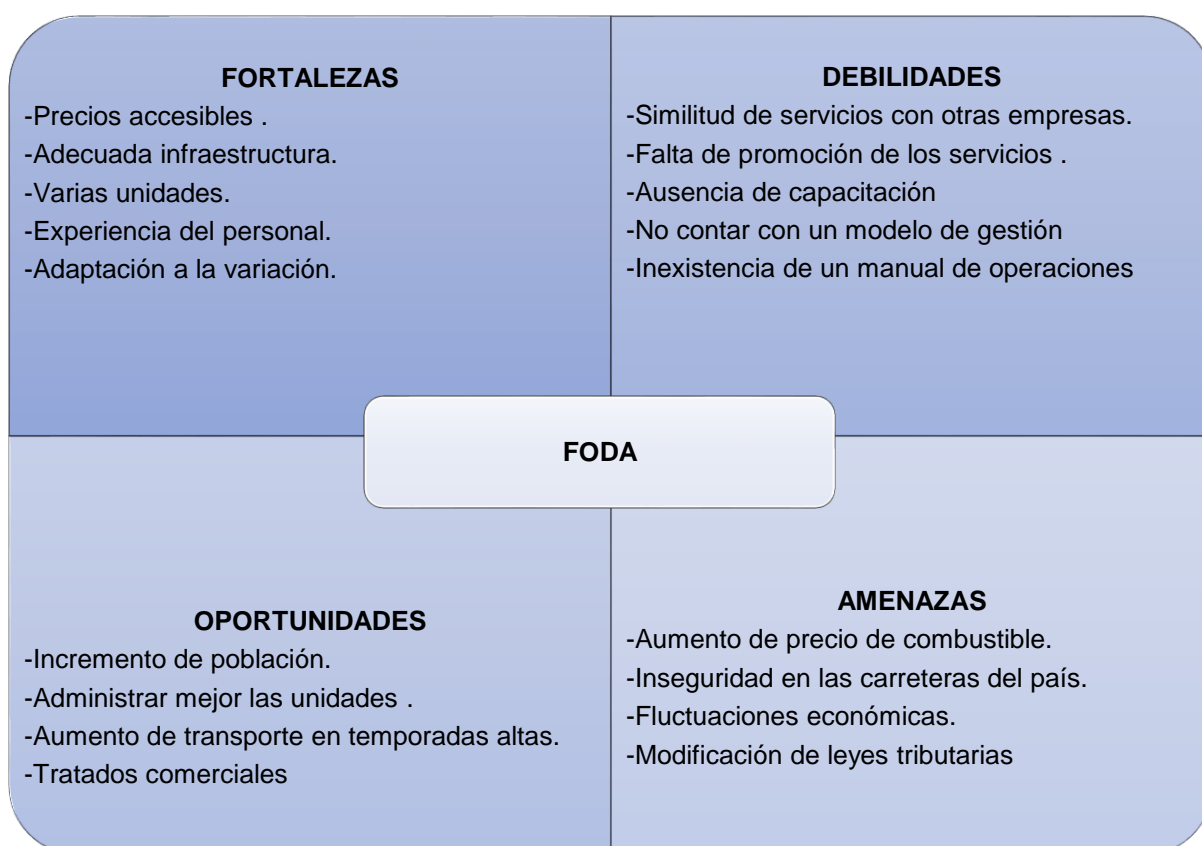 FORTALEZAS
-Precios accesibles .
-Adecuada infraestructura.
-Varias unidades.
-Experiencia del personal.
-Adaptación a la variación.
DEBILIDADES
-Similitud de servicios con otras empresas.
-Falta de promoción de los servicios .
-Ausencia de capacitación
-No contar con un modelo de gestión
-Inexistencia de un manual de operaciones
FODA
OPORTUNIDADES
-Incremento de población.
-Administrar mejor las unidades .
-Aumento de transporte en temporadas altas.
-Tratados comerciales
AMENAZAS
-Aumento de precio de combustible.
-Inseguridad en las carreteras del país.
-Fluctuaciones económicas.
-Modificación de leyes tributarias